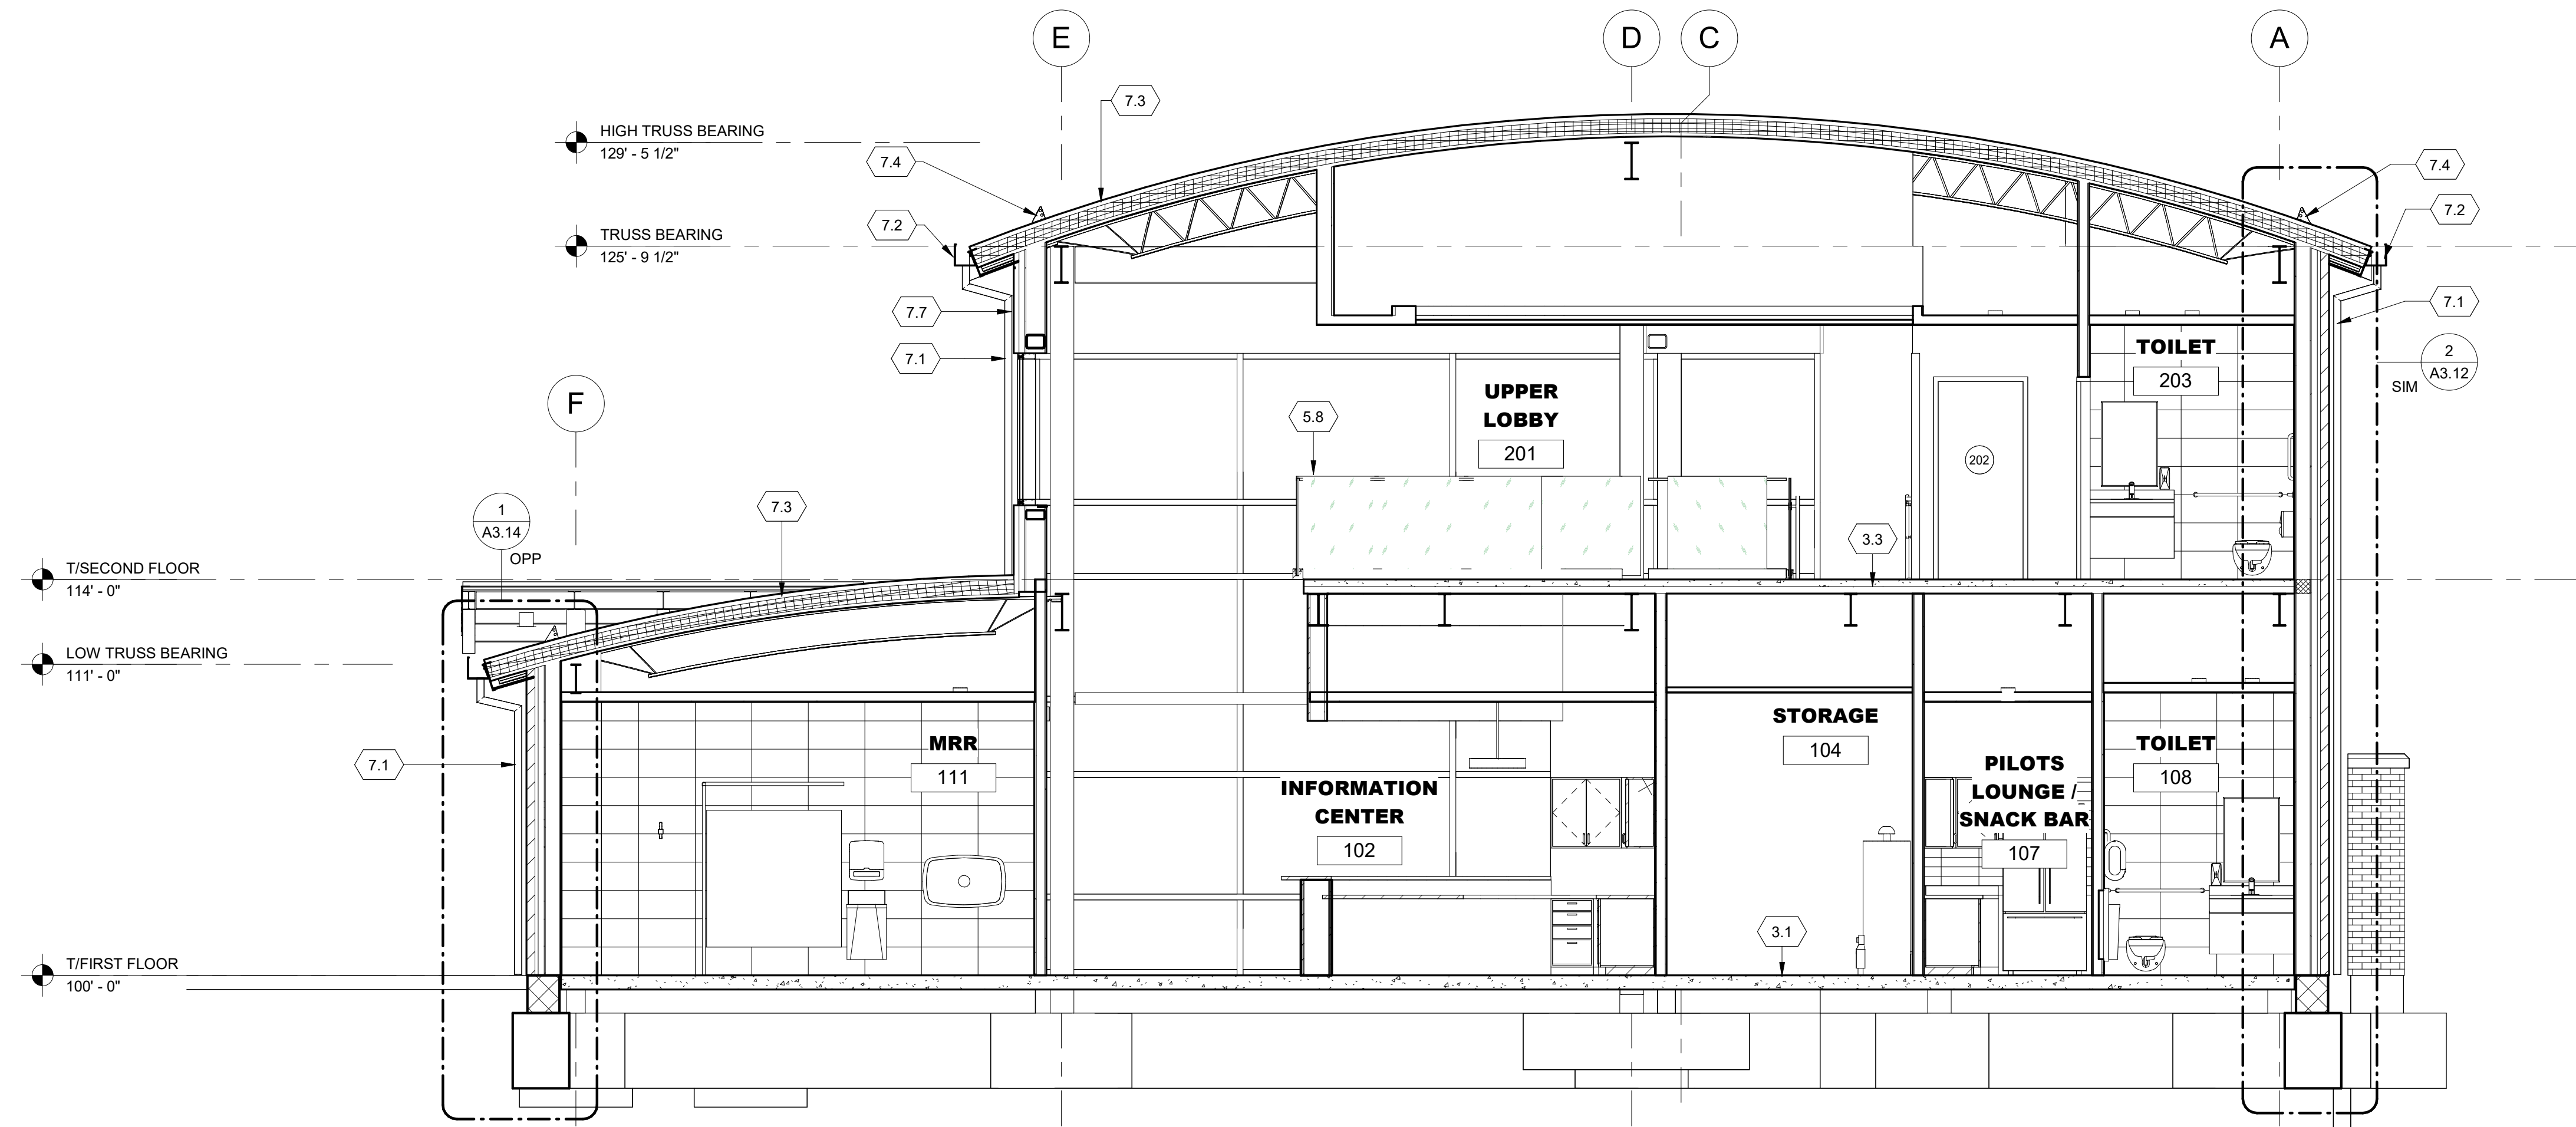 E
D
C
A
7.3
HIGH TRUSS BEARING
129' - 5 1/2"
7.4
7.4
7.2
7.2
TRUSS BEARING
125' - 9 1/2"
7.7
7.1
7.1
2
A3.12
SIM
TOILET
203
F
UPPER
LOBBY
201
5.8
202
1
A3.14
OPP
7.3
3.3
T/SECOND FLOOR
114' - 0"
LOW TRUSS BEARING
111' - 0"
7.1
MRR
111
INFORMATION
CENTER
102
STORAGE
104
PILOTS
LOUNGE /
SNACK BAR
107
TOILET
108
3.1
T/FIRST FLOOR
100' - 0"